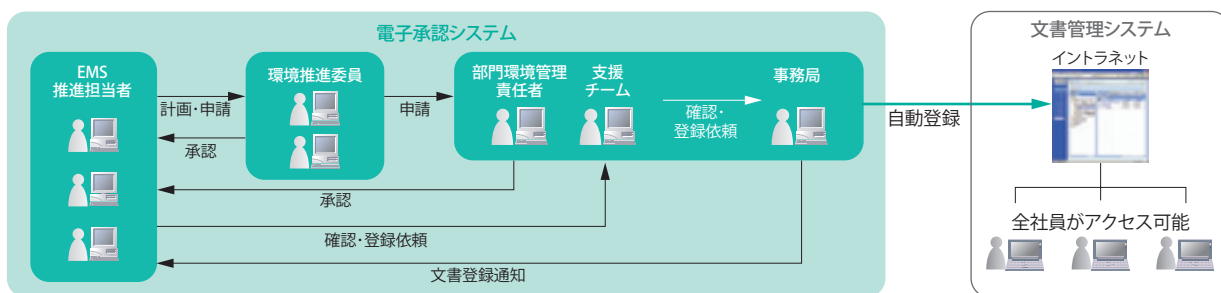 電子承認システム
EMS
推進担当者
計画・申請
承認
環境推進委員
申請
部門環境管理
責任者
支援
チーム
確認・
登録依頼
事務局
承認
確認・登録依頼
文書登録通知
自動登録
文書管理システム
イントラネット
全社員がアクセス可能